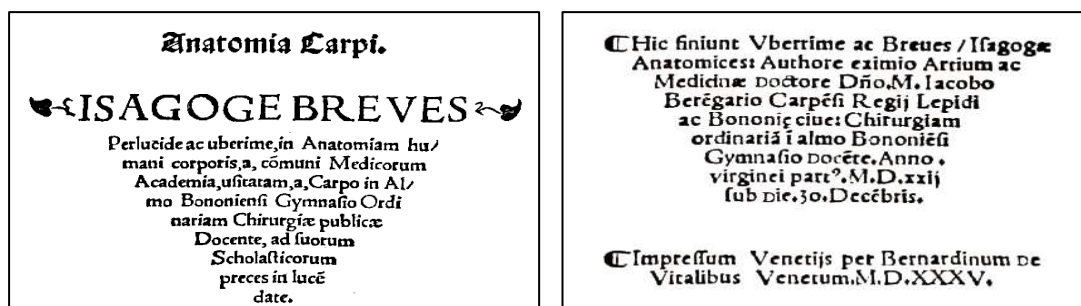 Anatomia Carpi.
ISAGOGE BREVES
Perlucide ac uberime, in Anatomiam hu/
mani corporis, a, cōmuni Medicorum
Academia, uſitatam, a, Carpo in Al/
mo Bononienſi Gymnaſio Ordi
nariam Chirurgiæ publicæ
Docente, ad ſuorum
Scholaſticorum
preces in lucē
date.
ℂHic finiunt Vberrime ac Breues / Iſagogæ
Anatomices: Authore eximio Artium ac
Medicinæ Doctore Dño.M. Iacobo
Berēgario Carpēſi Regij Lepidi
ac Bononię ciue: Chirurgiam
ordinariā ī almo Bononiēſi
Gymnaſio Docēte. Anno .
virginei partꝰ. M.D.xxij
ſub Die.30. Decēbris.
ℂImpreſſum Venetijs per Bernardinum De
Vitalibus Venetum. M.D.XXXV.